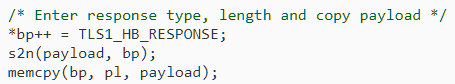 /* Enter response type, length and copy payload */
*bp++ = TLS1_HB_RESPONSE;
s2n(payload, bp);
memcpy(bp, pl, payload);